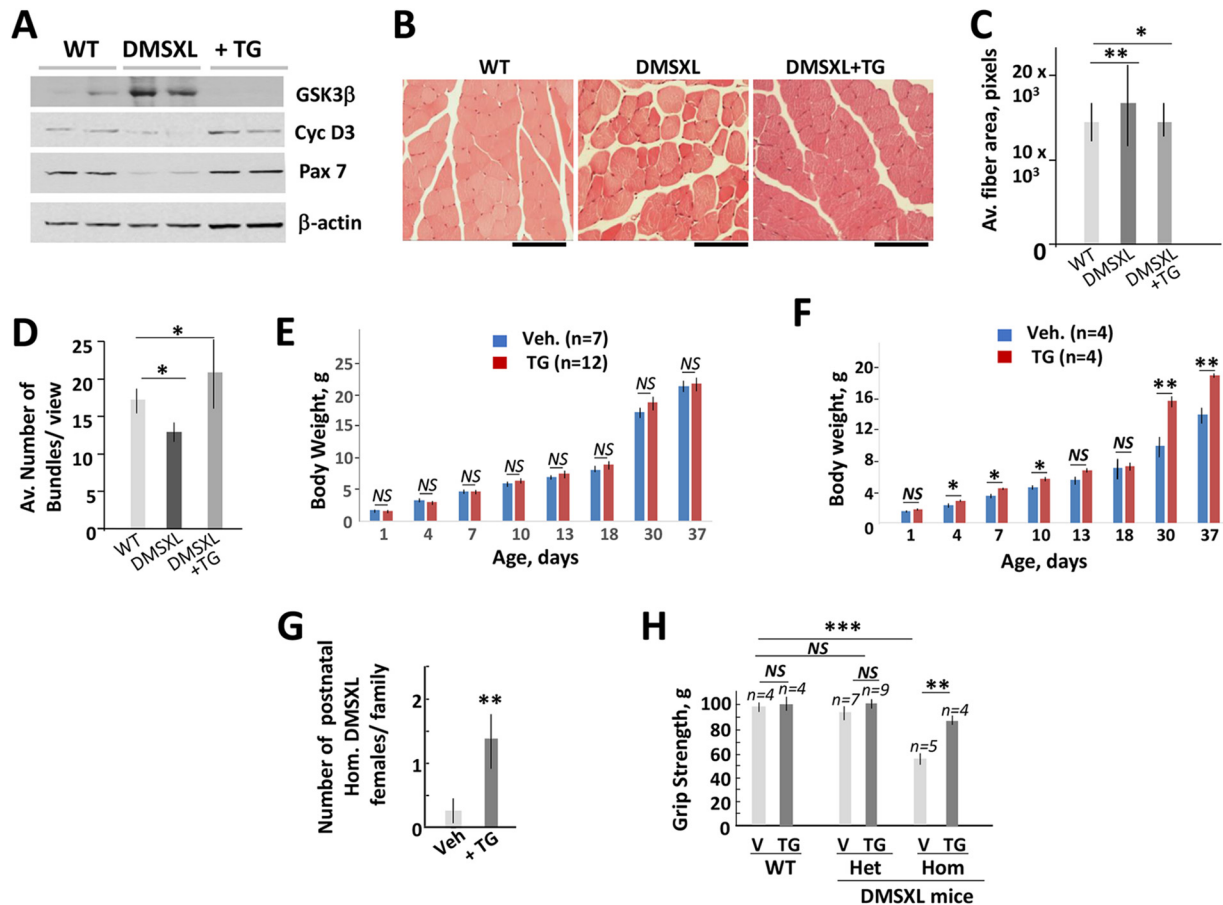 A
WT DMSXL + TG
GSK3β
Cyc D3
Pax 7
β-actin
B
WT DMSXL DMSXL+TG
C
*
**
20 x
10³
10 x
10³
0
Av. fiber area, pixels
WT
DMSXL
DMSXL
+TG
D
*
*
25
20
15
10
5
0
Av. Number of
Bundles/ view
WT
DMSXL
DMSXL
+TG
E
Veh. (n=7)
TG (n=12)
25
20
15
10
5
0
Body Weight, g
NS NS NS NS NS NS NS NS
1 4 7 10 13 18 30 37
Age, days
F
Veh. (n=4)
TG (n=4)
20
16
12
8
4
0
Body weight, g
NS * * * NS NS ** **
1 4 7 10 13 18 30 37
Age, days
G
Number of postnatal
Hom. DMSXL
females/ family
2
1
0
**
Veh
+ TG
H
***
NS
NS NS **
n=4 n=4 n=7 n=9 n=5 n=4
100
80
60
40
20
0
Grip Strength, g
V TG V TG V TG
WT Het Hom
DMSXL mice